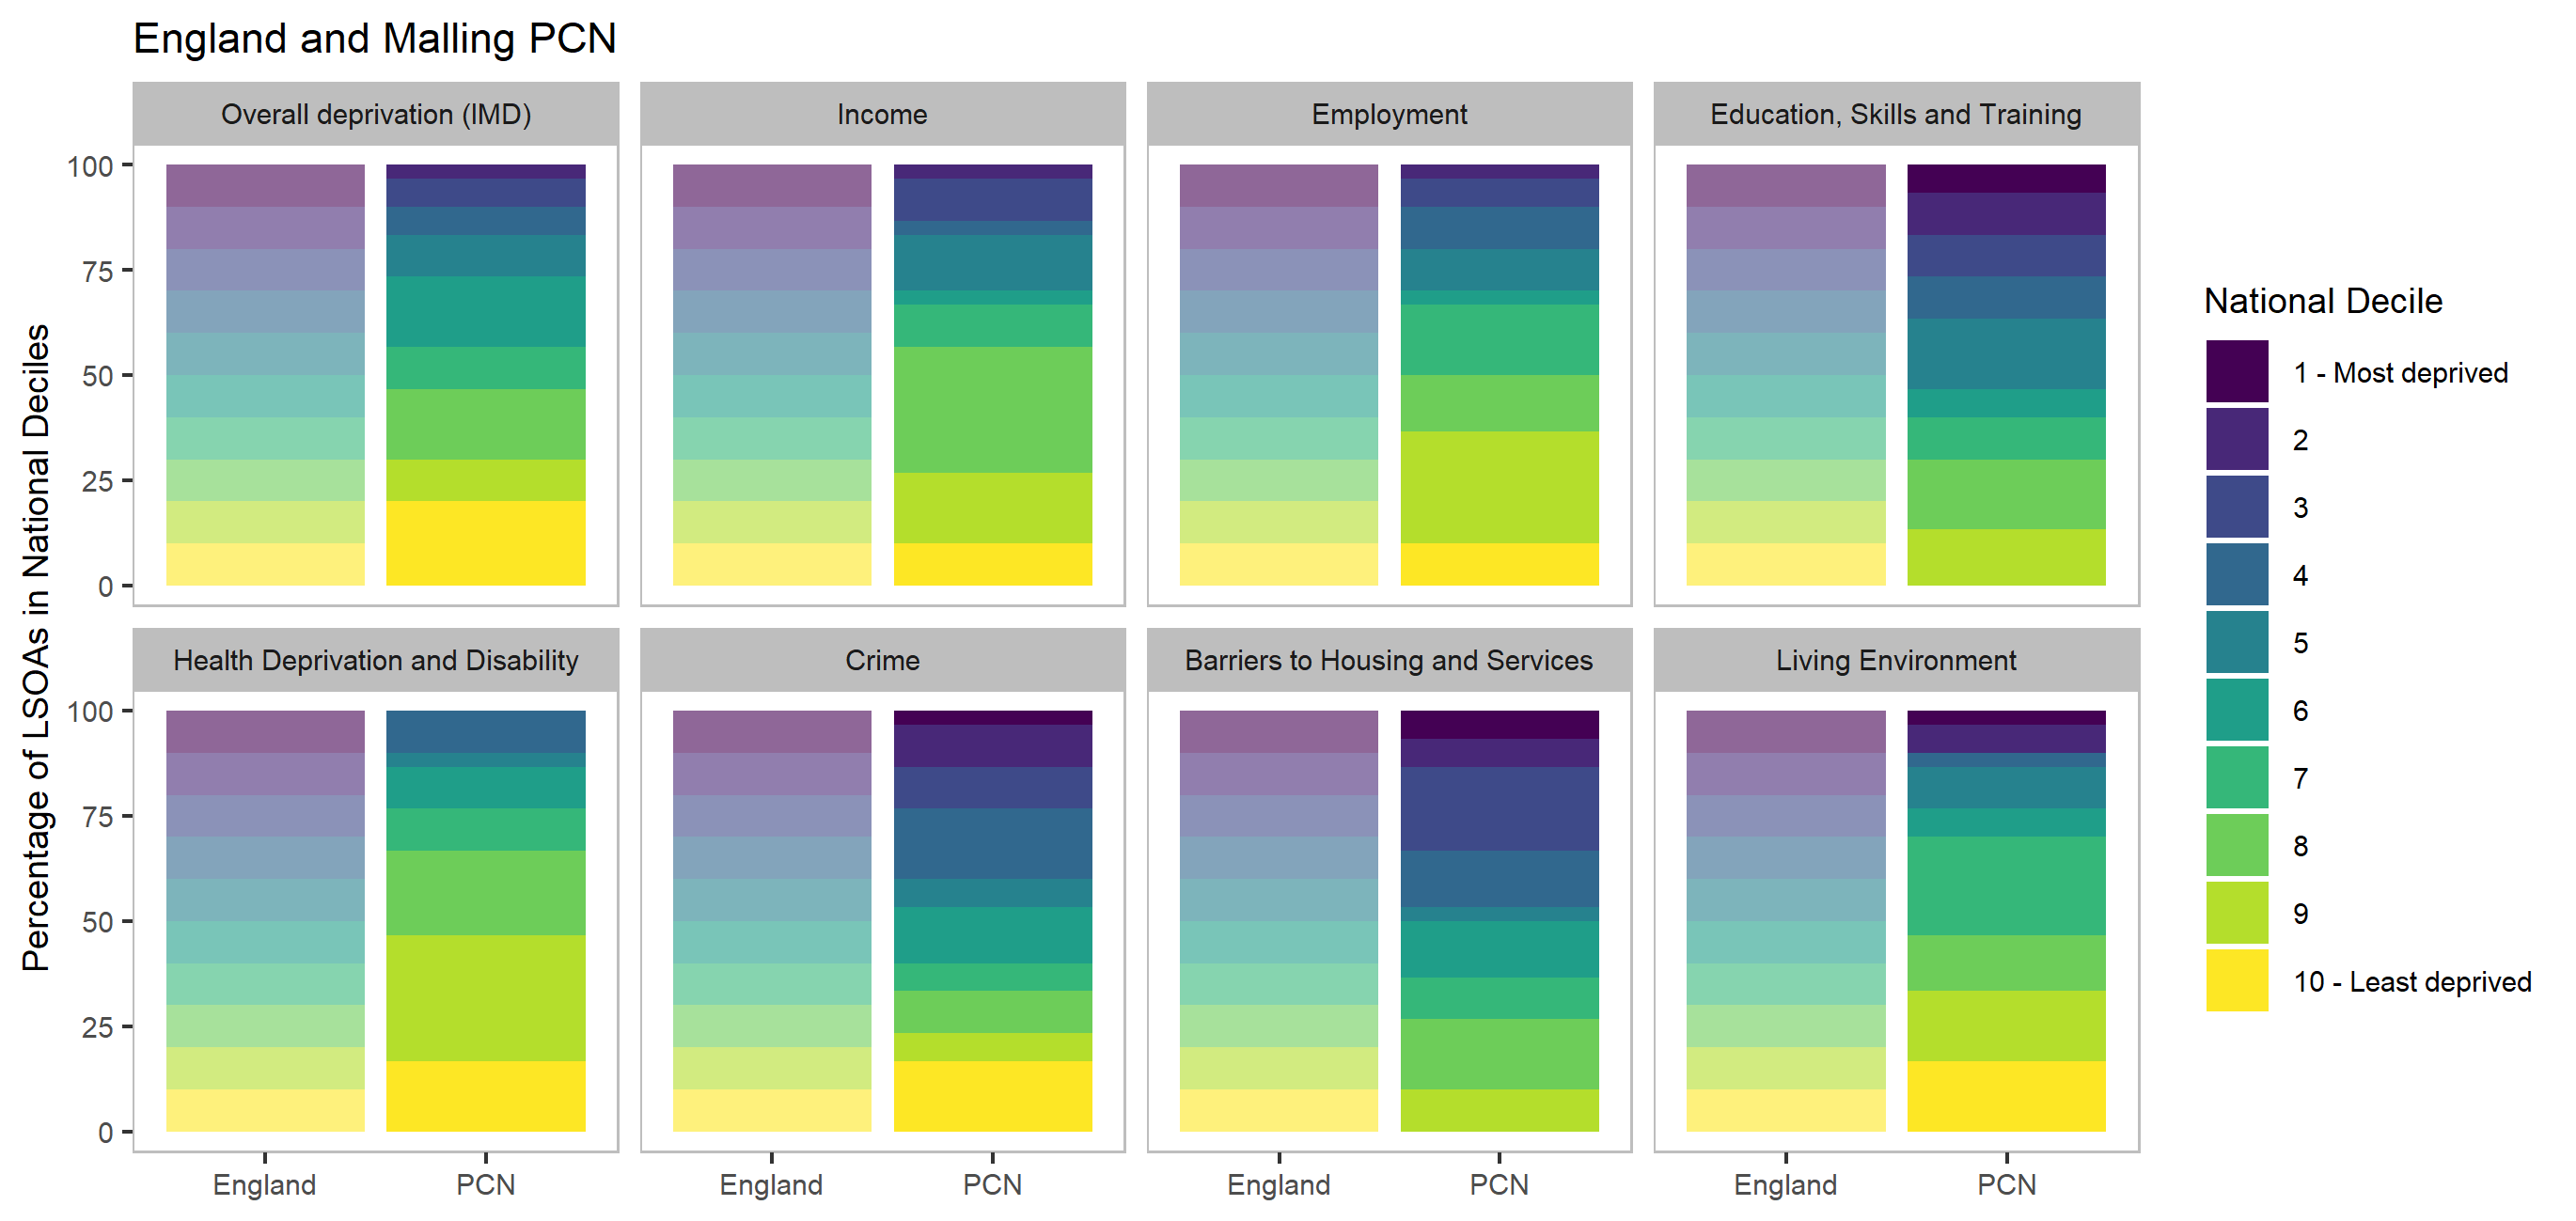 England and Malling PCN
Overall deprivation (IMD)
Income
Employment
Education, Skills and Training
100
75
50
25
0
Health Deprivation and Disability
Crime
Barriers to Housing and Services
Living Environment
100
75
50
25
0
England
PCN
England
PCN
England
PCN
England
PCN
Percentage of LSOAs in National Deciles
National Decile
1 - Most deprived
2
3
4
5
6
7
8
9
10 - Least deprived